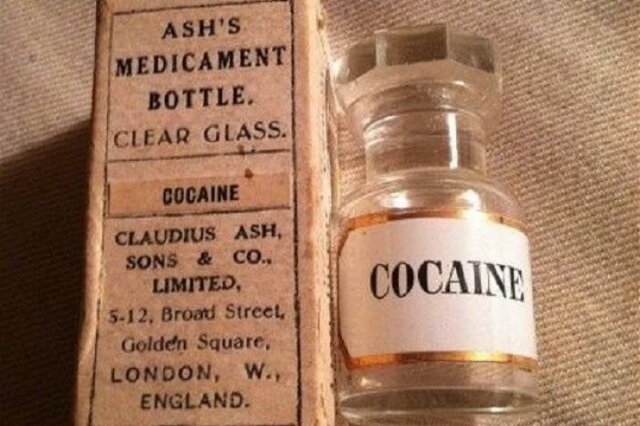 ASH'S
MEDICAMENT
BOTTLE.
CLEAR GLASS.
COCAINE
CLAUDIUS ASH,
SONS & CO.,
LIMITED,
5-12, Broad Street,
Golden Square,
LONDON, W.,
ENGLAND.
COCAINE